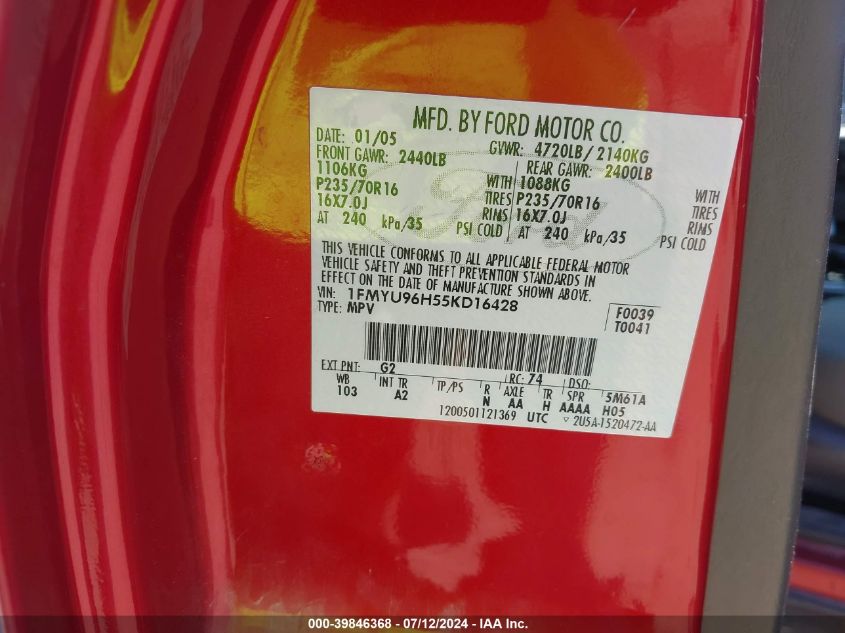 MFD. BY FORD MOTOR CO.
DATE: 01/05 GVWR: 4720LB/ 2140KG
FRONT GAWR: 2440LB REAR GAWR: 2400LB
1106KG WITH 1088KG WITH
P235/70R16 TIRES P235/70R16 TIRES
16X7.0J RIMS 16X7.0J RIMS
AT 240 kPa/35 PSI COLD AT 240 kPa/35 PSI COLD
Ford
THIS VEHICLE CONFORMS TO ALL APPLICABLE FEDERAL MOTOR
VEHICLE SAFETY AND THEFT PREVENTION STANDARDS IN
EFFECT ON THE DATE OF MANUFACTURE SHOWN ABOVE.
VIN: 1FMYU96H55KD16428 F0039
TYPE: MPV T0041
EXT PNT: G2 RC: 74 DSO:
WB INT TR TP/PS R AXLE TR SPR 5M61A
103 A2 N AA H AAAA H05
1200501121369 UTC ▽ 2U5A-1520472-AA
000-39846368 - 07/12/2024 - IAA Inc.